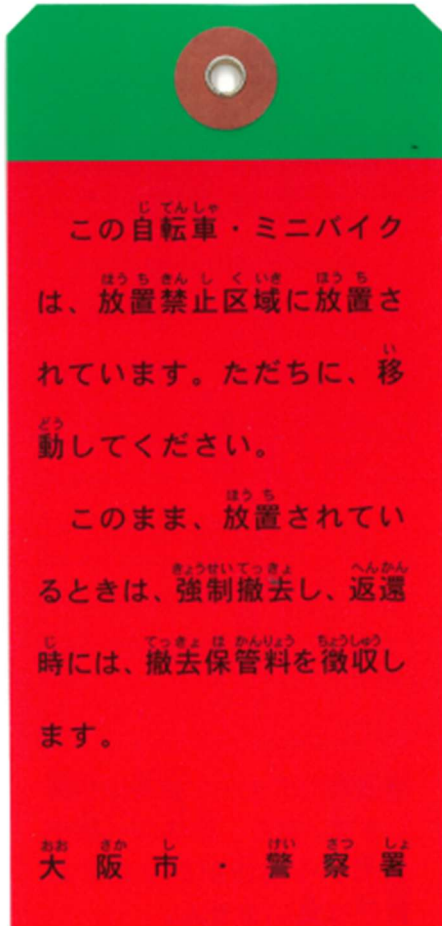 この自転車・ミニバイク
は、放置禁止区域に放置さ
れています。ただちに、移
動してください。
このまま、放置されてい
るときは、強制撤去し、返還
時には、撤去保管料を徴収し
ます。
大阪市・警察署